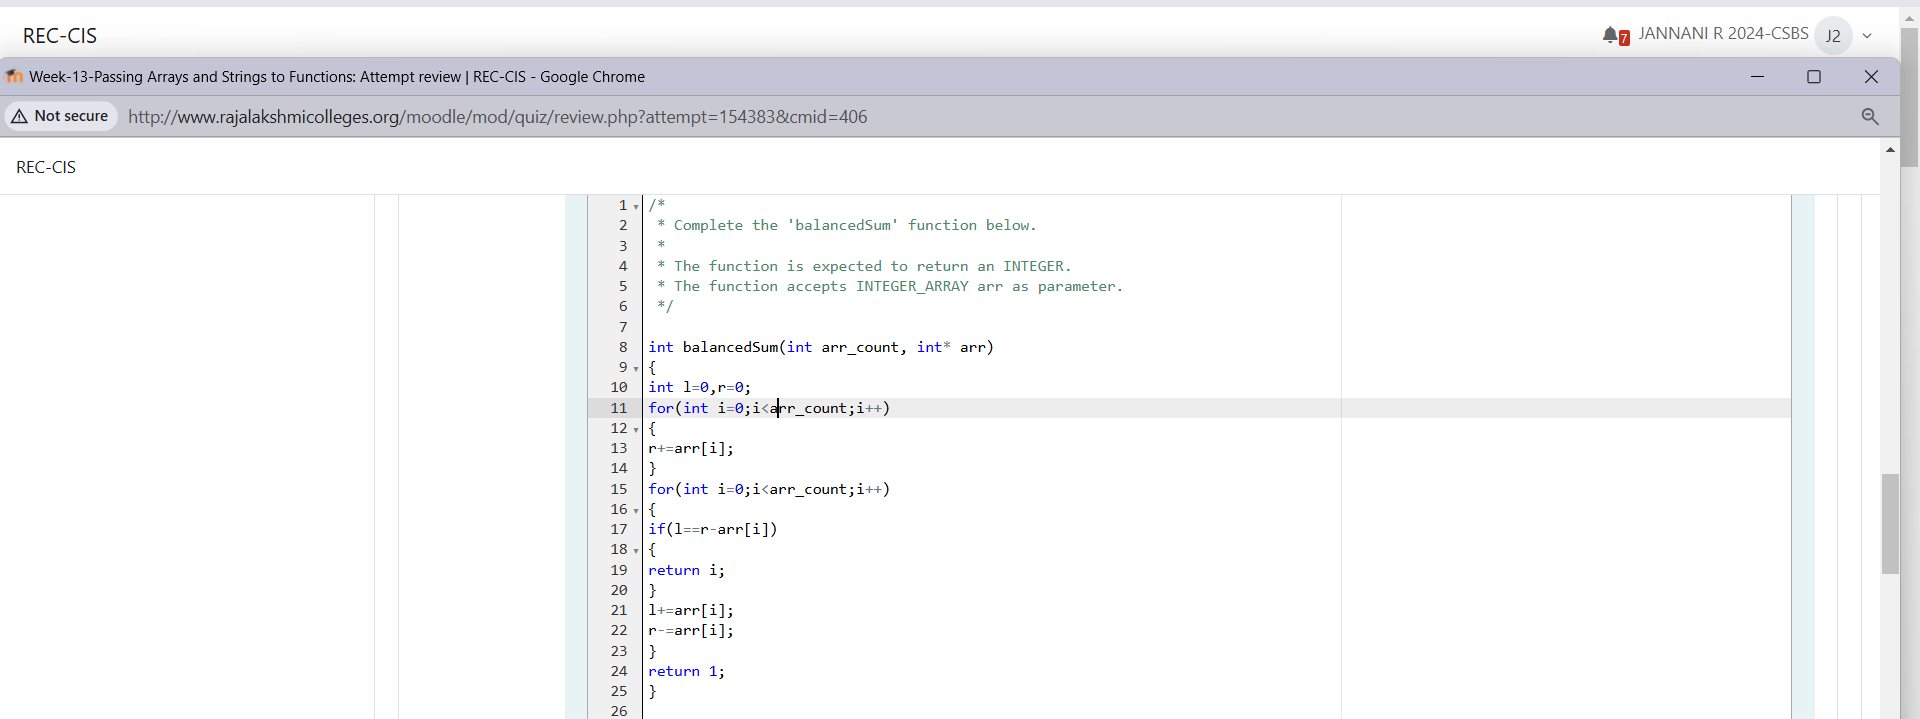 REC-CIS
7 JANNANI R 2024-CSBS J2
Week-13-Passing Arrays and Strings to Functions: Attempt review | REC-CIS - Google Chrome
Not secure http://www.rajalakshmicolleges.org/moodle/mod/quiz/review.php?attempt=154383&cmid=406
REC-CIS
1 /*
2  * Complete the 'balancedSum' function below.
3  *
4  * The function is expected to return an INTEGER.
5  * The function accepts INTEGER_ARRAY arr as parameter.
6  */
7
8 int balancedSum(int arr_count, int* arr)
9 {
10 int l=0,r=0;
11 for(int i=0;i<arr_count;i++)
12 {
13 r+=arr[i];
14 }
15 for(int i=0;i<arr_count;i++)
16 {
17 if(l==r-arr[i])
18 {
19 return i;
20 }
21 l+=arr[i];
22 r-=arr[i];
23 }
24 return 1;
25 }
26